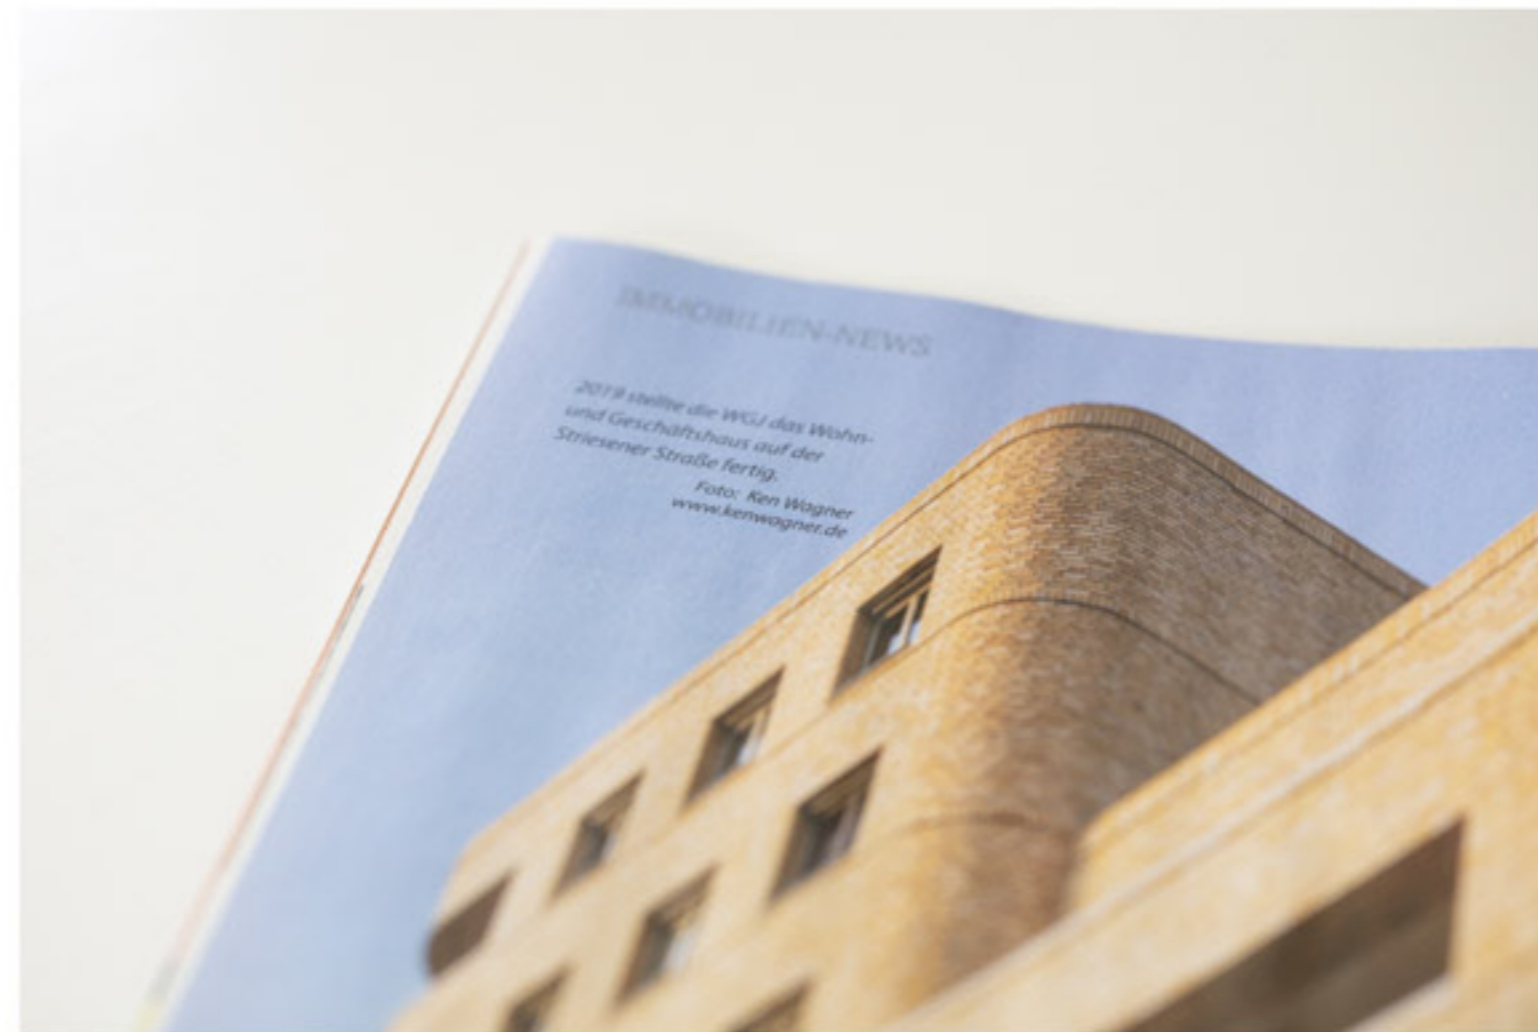 IMMOBILIEN-NEWS
2019 stellte die WGJ das Wohn-
und Geschäftshaus auf der
Striesener Straße fertig.
Foto: Ken Wagner
www.kenwagner.de